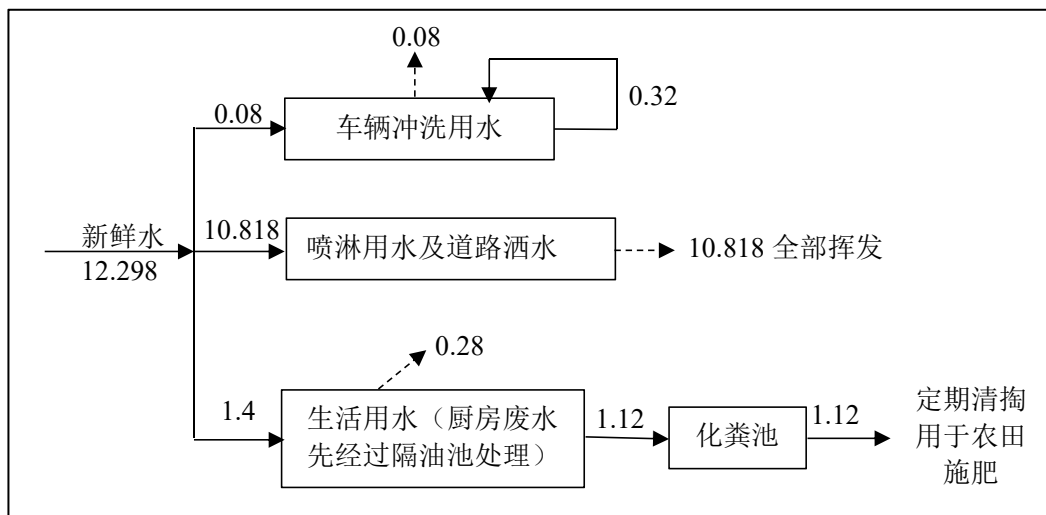 0.08
0.32
0.08
车辆冲洗用水
新鲜水
12.298
10.818
喷淋用水及道路洒水
10.818 全部挥发
0.28
1.4
生活用水（厨房废水
先经过隔油池处理）
1.12
化粪池
1.12
定期清掏
用于农田
施肥